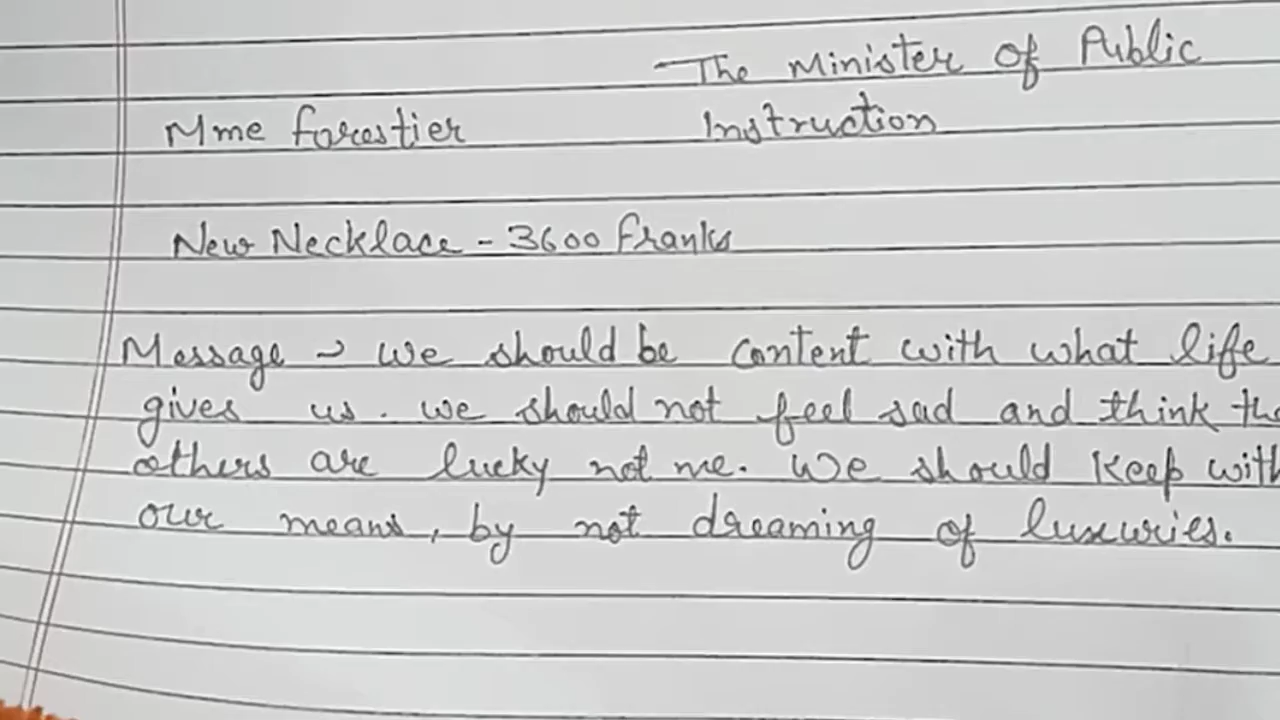 The Minister of Public
Mme Forestier Instruction
New Necklace - 3600 Franks
Message → We should be content with what life
gives us. We should not feel sad and think
others are lucky not me. We should keep with
our means, by not dreaming of luxuries.